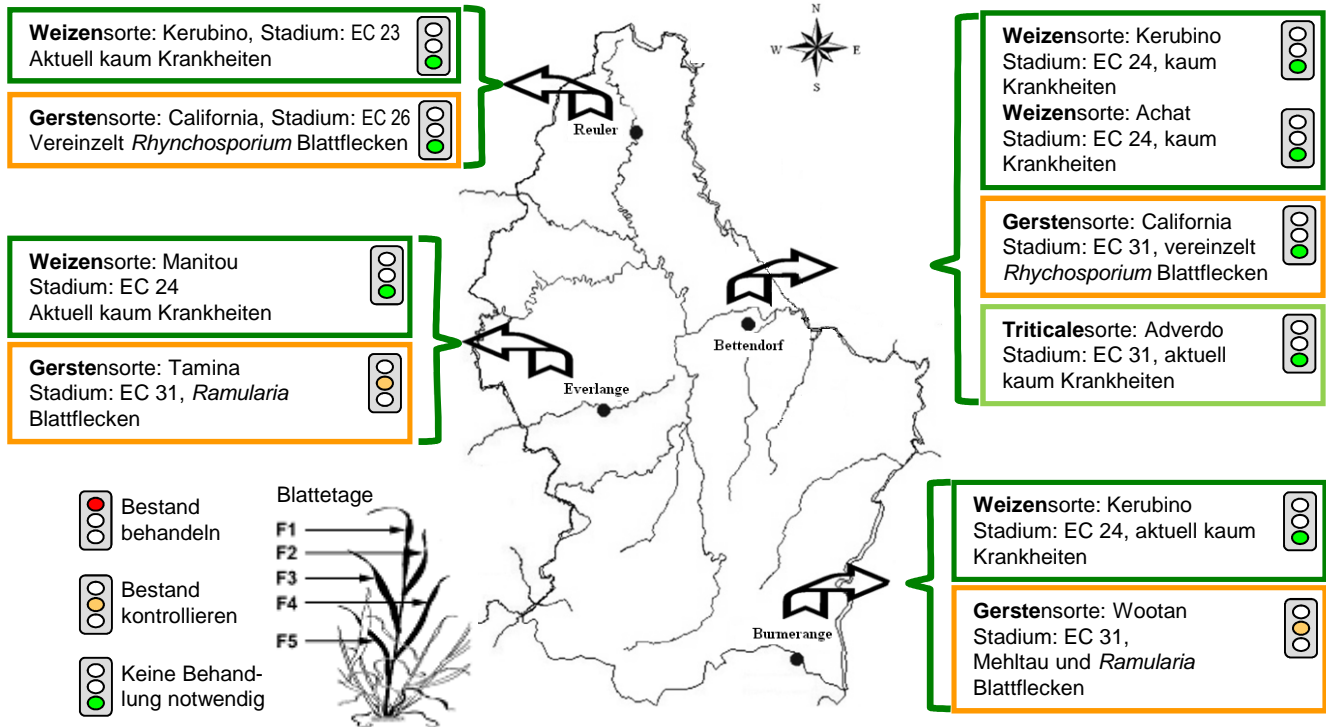 Weizensorte: Kerubino, Stadium: EC 23
Aktuell kaum Krankheiten
Gerstensorte: California, Stadium: EC 26
Vereinzelt Rhynchosporium Blattflecken
Weizensorte: Manitou
Stadium: EC 24
Aktuell kaum Krankheiten
Gerstensorte: Tamina
Stadium: EC 31, Ramularia
Blattflecken
Bestand
behandeln
Bestand
kontrollieren
Keine Behand-
lung notwendig
Blattetage
F1
F2
F3
F4
F5
N
W
E
S
Reuler
Bettendorf
Everlange
Burmerange
Weizensorte: Kerubino
Stadium: EC 24, kaum
Krankheiten
Weizensorte: Achat
Stadium: EC 24, kaum
Krankheiten
Gerstensorte: California
Stadium: EC 31, vereinzelt
Rhychosporium Blattflecken
Triticalesorte: Adverdo
Stadium: EC 31, aktuell
kaum Krankheiten
Weizensorte: Kerubino
Stadium: EC 24, aktuell kaum
Krankheiten
Gerstensorte: Wootan
Stadium: EC 31,
Mehltau und Ramularia
Blattflecken